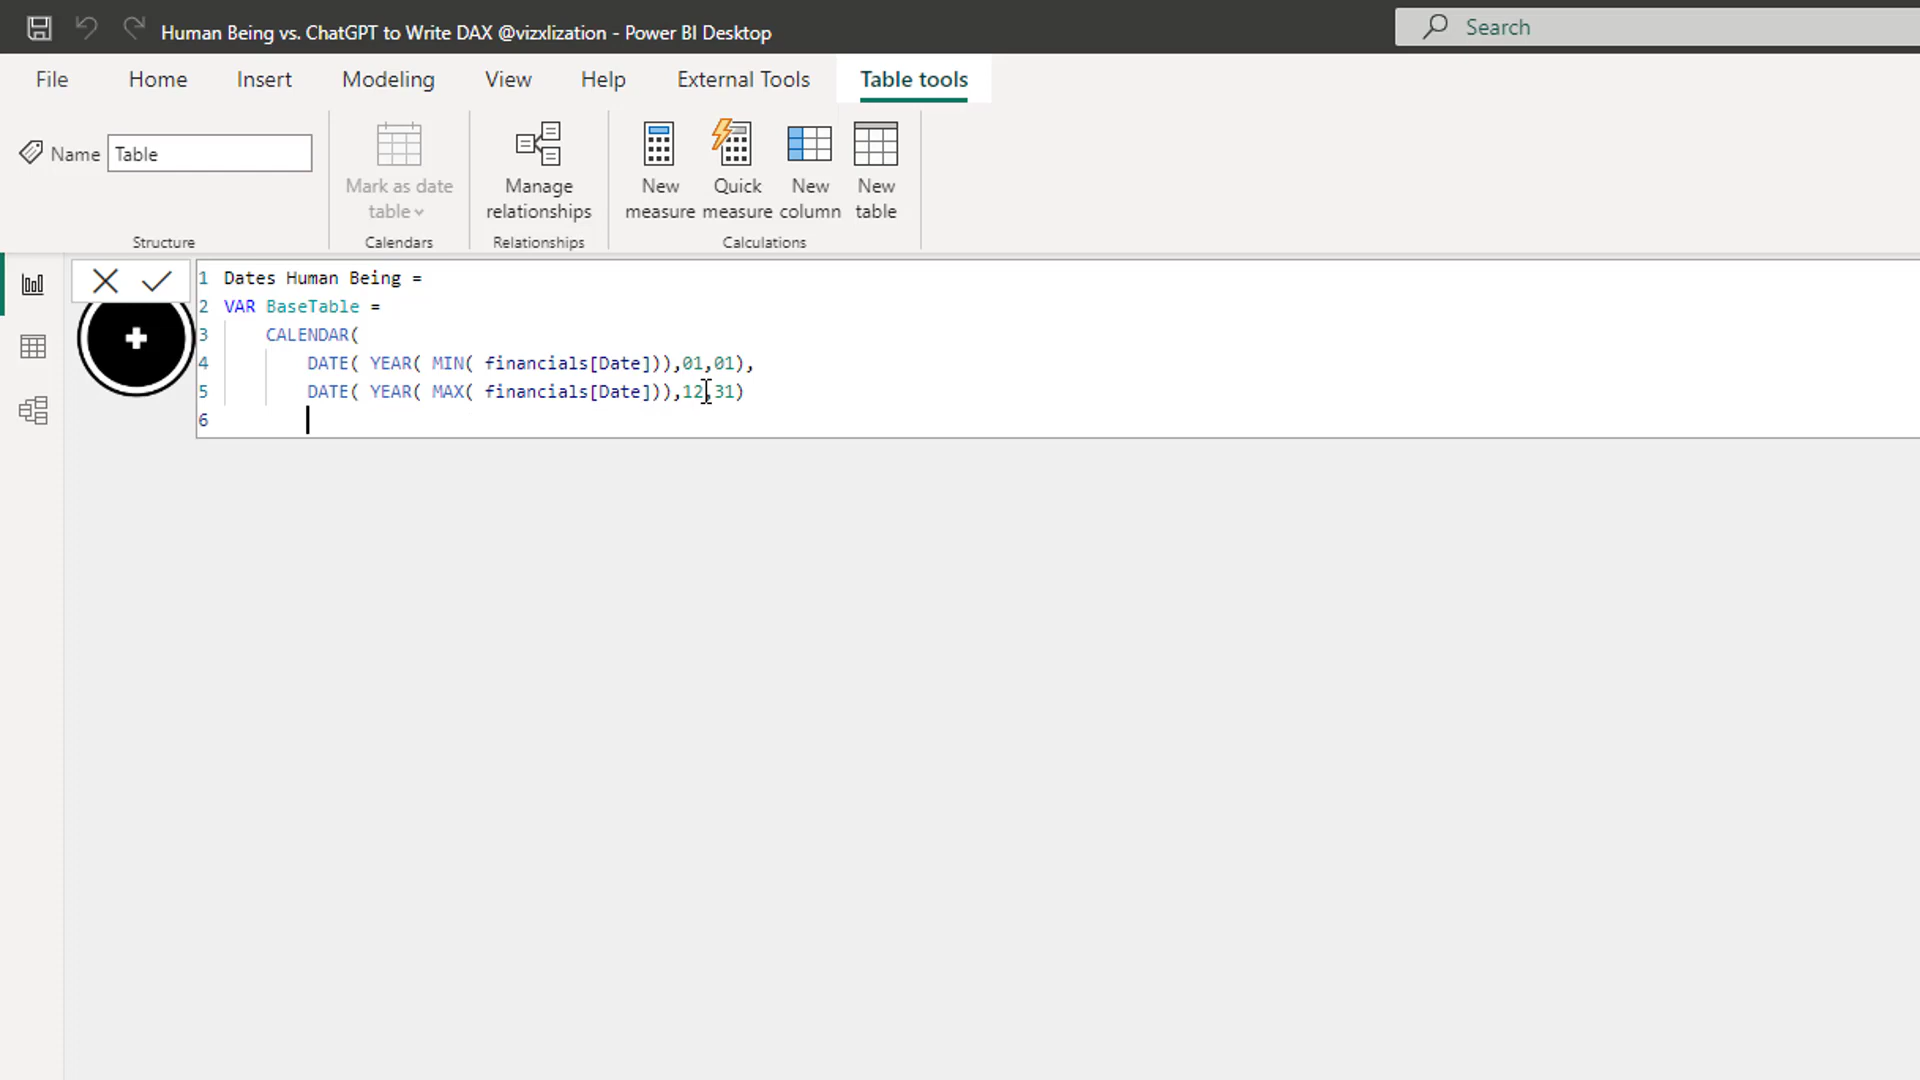 Human Being vs. ChatGPT to Write DAX @vizxlization - Power BI Desktop
Search
File Home Insert Modeling View Help External Tools Table tools
Name Table
Mark as date table
Manage relationships
New measure
Quick measure
New column
New table
Structure Calendars Relationships Calculations
1 Dates Human Being =
2 VAR BaseTable =
3 CALENDAR(
4 DATE( YEAR( MIN( financials[Date])),01,01),
5 DATE( YEAR( MAX( financials[Date])),12,31)
6